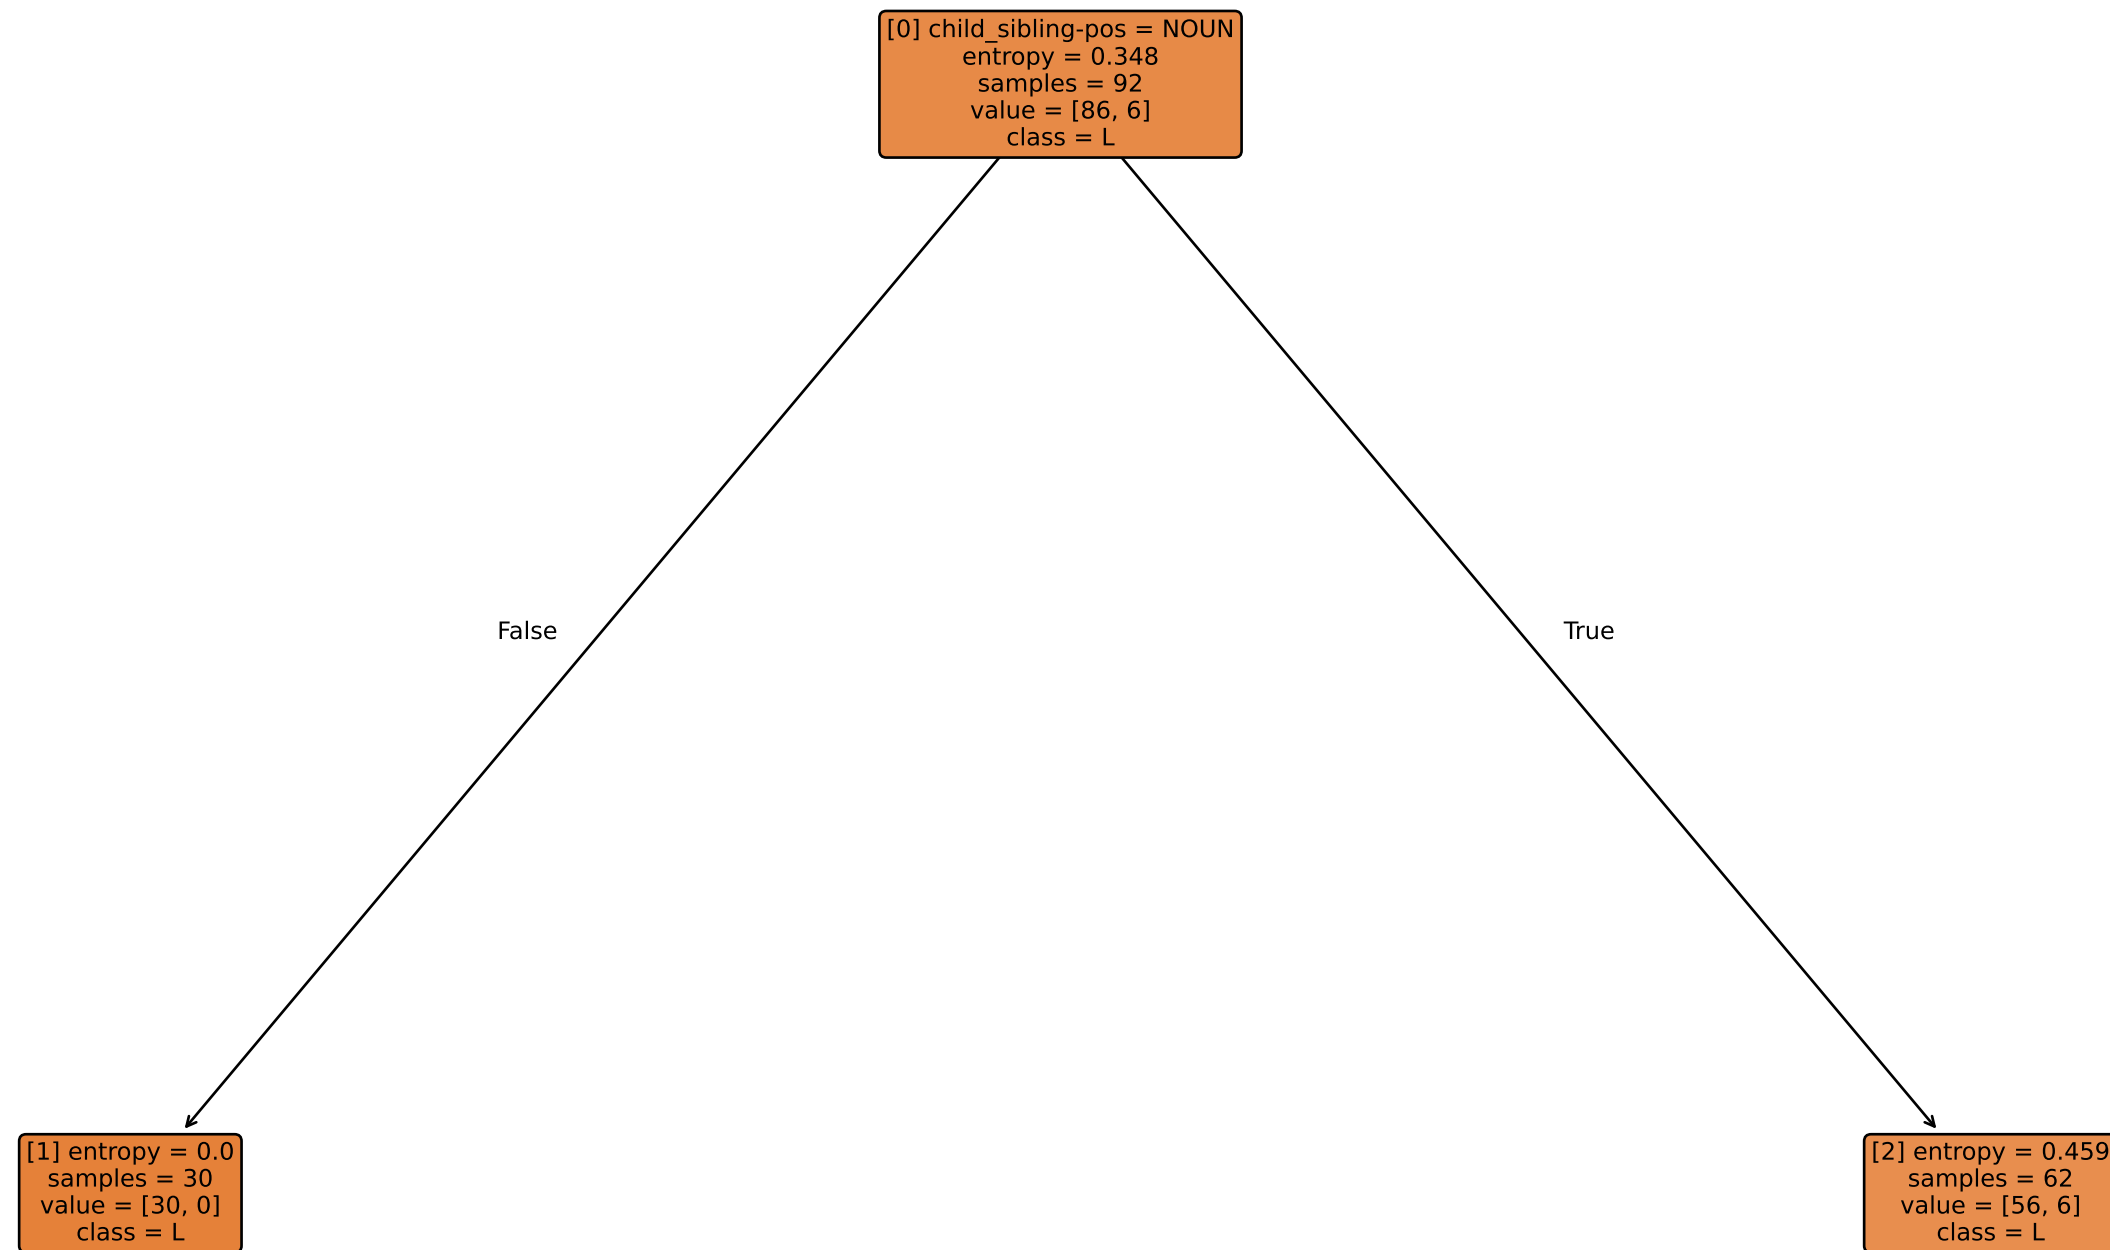 [0] child_sibling-pos = NOUN
entropy = 0.348
samples = 92
value = [86, 6]
class = L
False
True
[1] entropy = 0.0
samples = 30
value = [30, 0]
class = L
[2] entropy = 0.459
samples = 62
value = [56, 6]
class = L